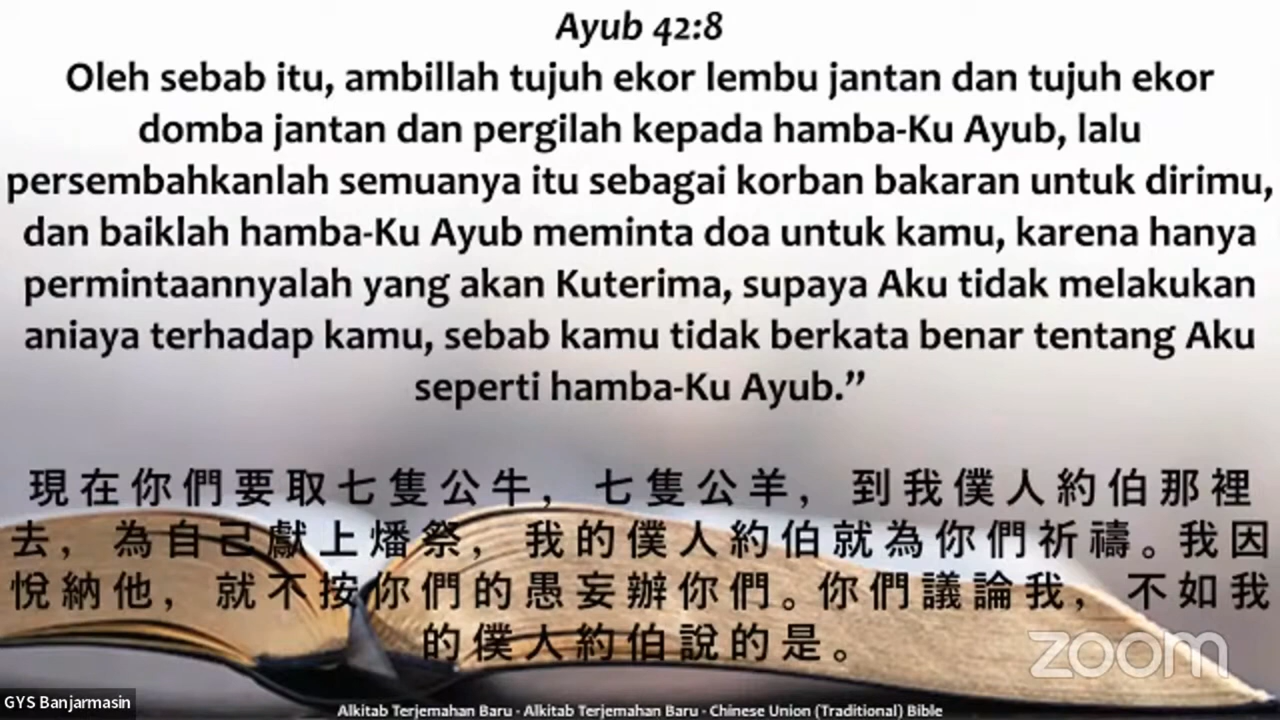 Ayub 42:8
Oleh sebab itu, ambillah tujuh ekor lembu jantan dan tujuh ekor
domba jantan dan pergilah kepada hamba-Ku Ayub, lalu
persembahkanlah semuanya itu sebagai korban bakaran untuk dirimu,
dan baiklah hamba-Ku Ayub meminta doa untuk kamu, karena hanya
permintaannyalah yang akan Kuterima, supaya Aku tidak melakukan
aniaya terhadap kamu, sebab kamu tidak berkata benar tentang Aku
seperti hamba-Ku Ayub.”
現在你們要取七隻公牛，七隻公羊，到我僕人約伯那裡
去，為自己獻上燔祭，我的僕人約伯就為你們祈禱。我因
悅納他，就不按你們的愚妄辦你們。你們議論我，不如我
的僕人約伯說的是。
zoom
GYS Banjarmasin
Alkitab Terjemahan Baru - Alkitab Terjemahan Baru - Chinese Union (Traditional) Bible